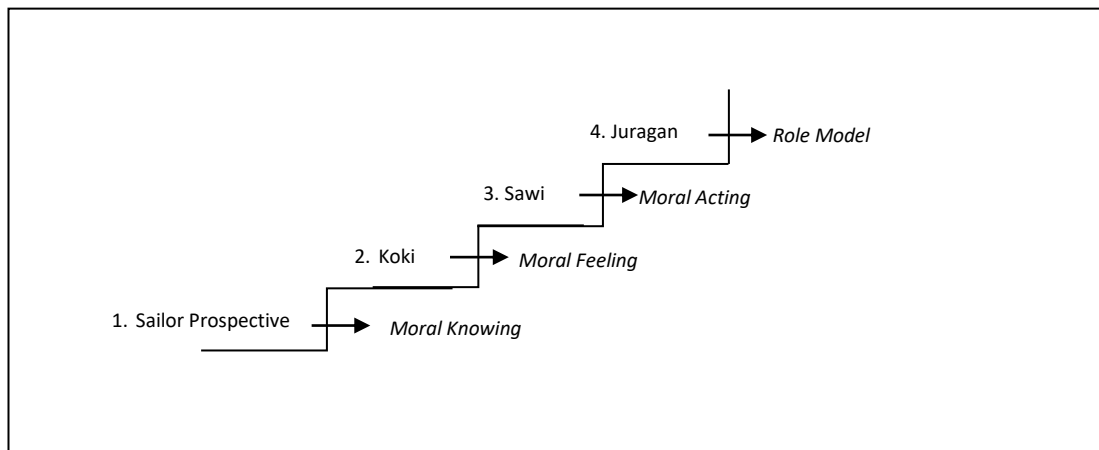 4. Juragan
Role Model
3. Sawi
Moral Acting
2. Koki
Moral Feeling
1. Sailor Prospective
Moral Knowing